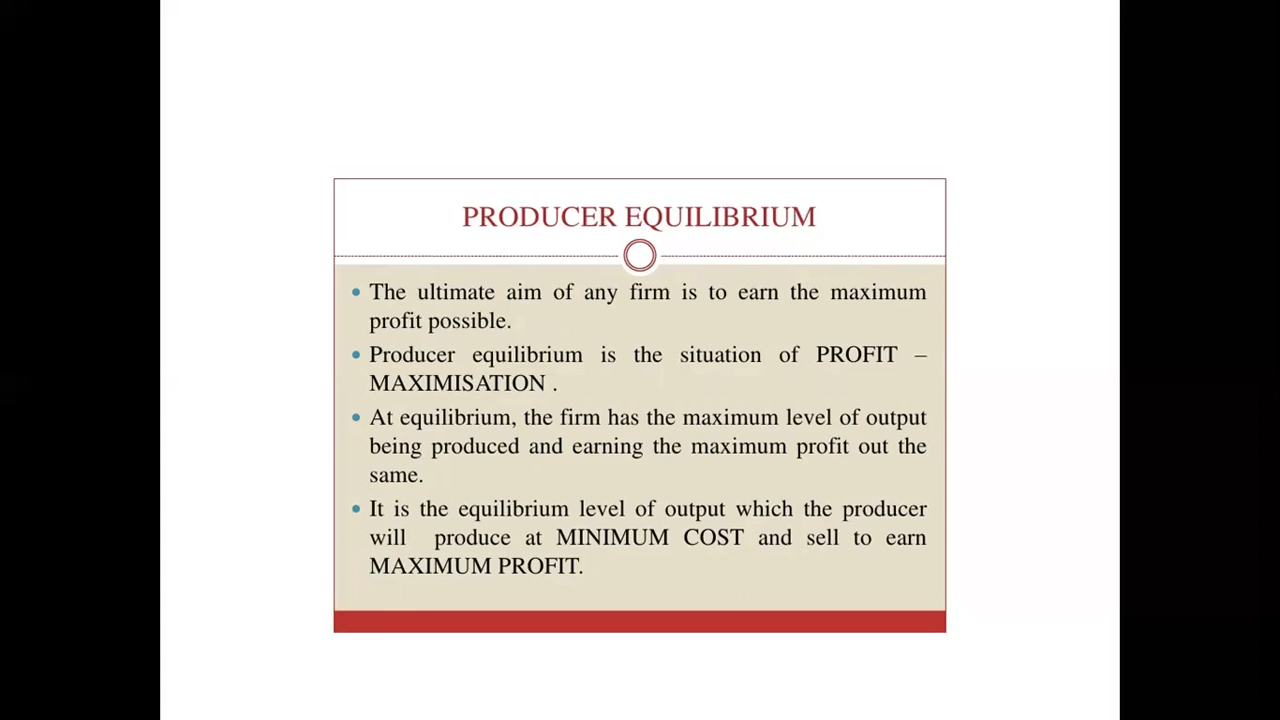 PRODUCER EQUILIBRIUM
• The ultimate aim of any firm is to earn the maximum
profit possible.
• Producer equilibrium is the situation of PROFIT –
MAXIMISATION .
• At equilibrium, the firm has the maximum level of output
being produced and earning the maximum profit out the
same.
• It is the equilibrium level of output which the producer
will produce at MINIMUM COST and sell to earn
MAXIMUM PROFIT.